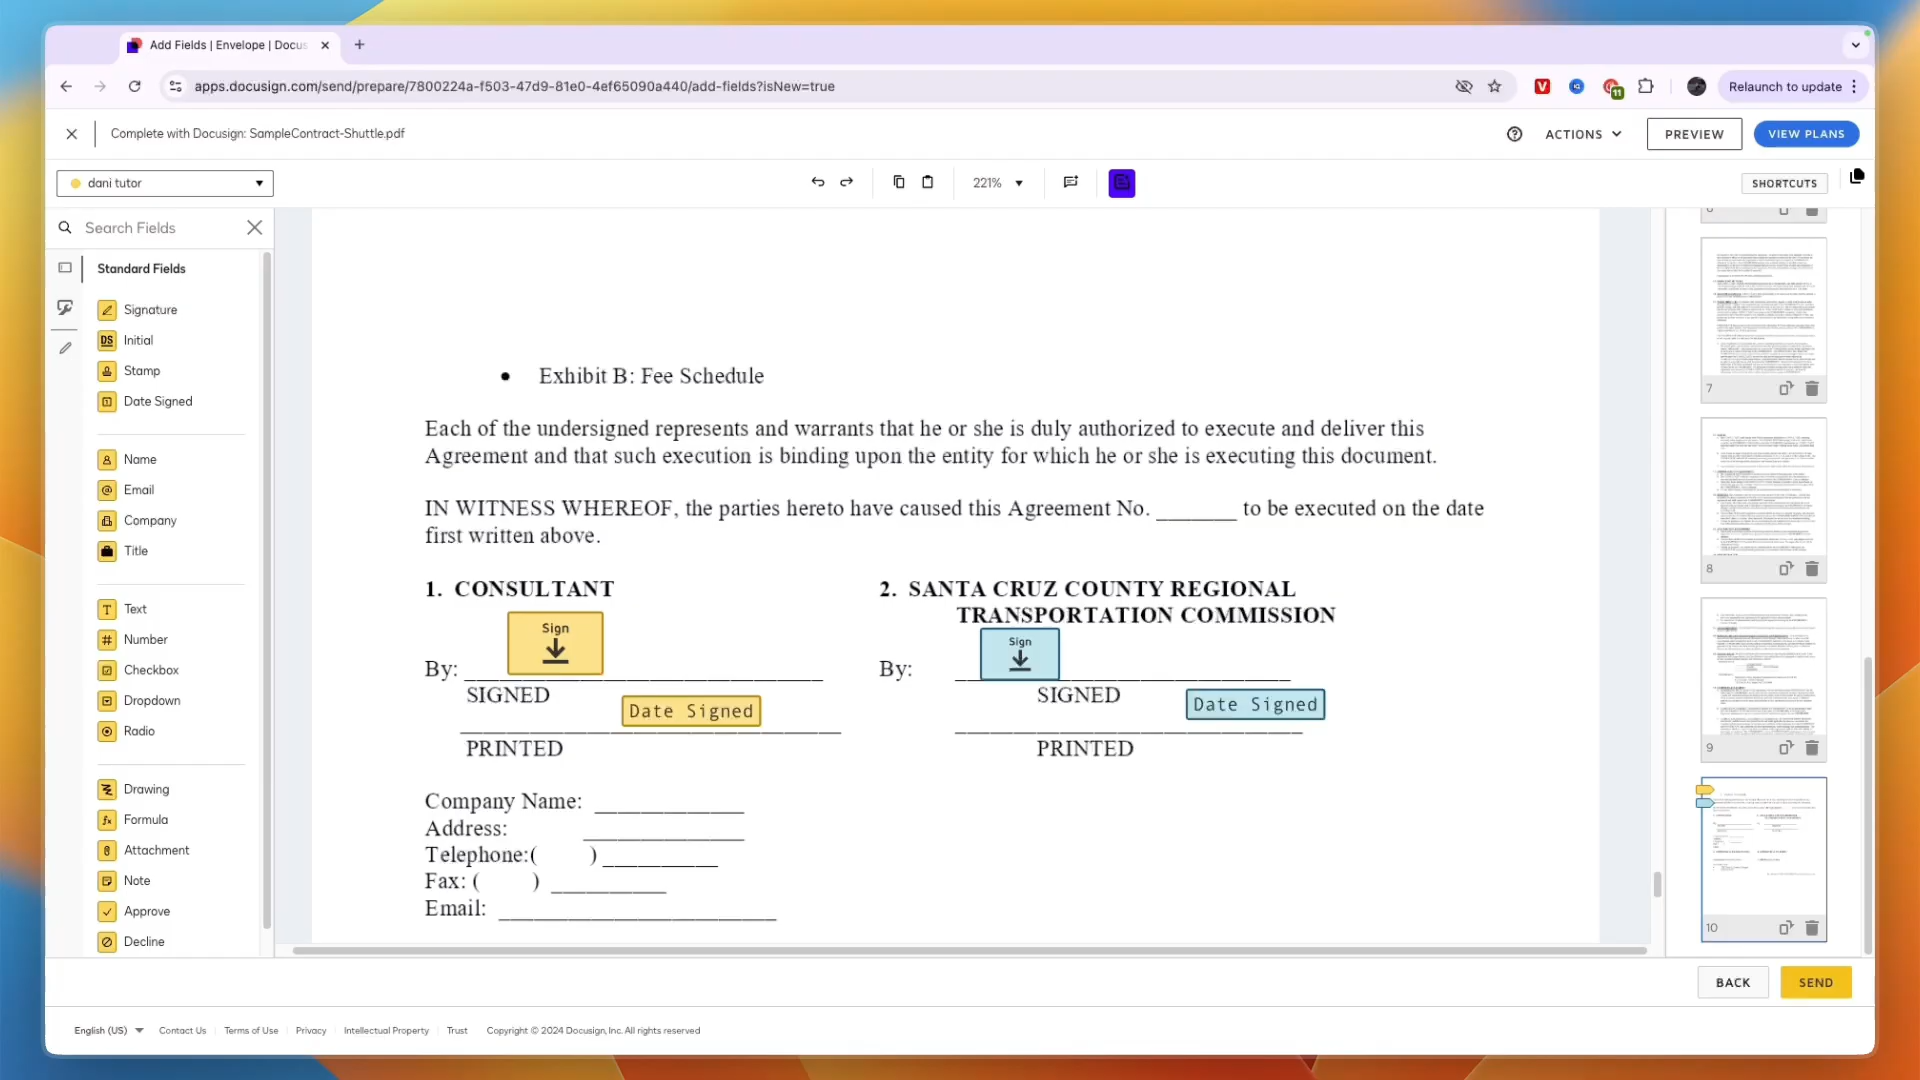 Add Fields | Envelope | Docus
apps.docusign.com/send/prepare/7800224a-f503-47d9-81e0-4ef65090a440/add-fields?isNew=true
11
Relaunch to update
Complete with Docusign: SampleContract-Shuttle.pdf
ACTIONS
PREVIEW
VIEW PLANS
dani tutor
221%
SHORTCUTS
Search Fields
Standard Fields
Signature
DS Initial
Stamp
Date Signed
Name
Email
Company
Title
Text
Number
Checkbox
Dropdown
Radio
Drawing
Formula
Attachment
Note
Approve
Decline
• Exhibit B: Fee Schedule
Each of the undersigned represents and warrants that he or she is duly authorized to execute and deliver this
Agreement and that such execution is binding upon the entity for which he or she is executing this document.
IN WITNESS WHEREOF, the parties hereto have caused this Agreement No. _______ to be executed on the date
first written above.
1. CONSULTANT
2. SANTA CRUZ COUNTY REGIONAL
TRANSPORTATION COMMISSION
Sign
Sign
By:
By:
SIGNED
SIGNED
Date Signed
Date Signed
PRINTED
PRINTED
Company Name:
Address:
Telephone:( )
Fax: ( )
Email:
7
8
9
10
BACK
SEND
English (US)
Contact Us
Terms of Use
Privacy
Intellectual Property
Trust
Copyright © 2024 Docusign, Inc. All rights reserved